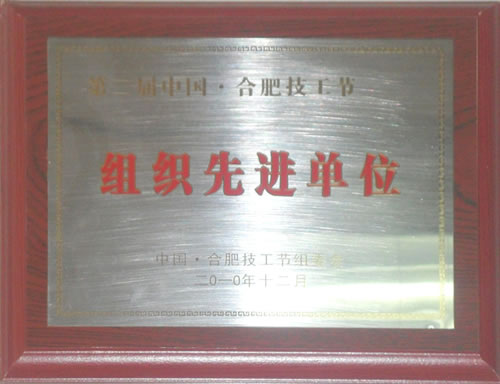 第二届中国·合肥技工节
组织先进单位
中国·合肥技工节组委会
二〇一〇年十二月